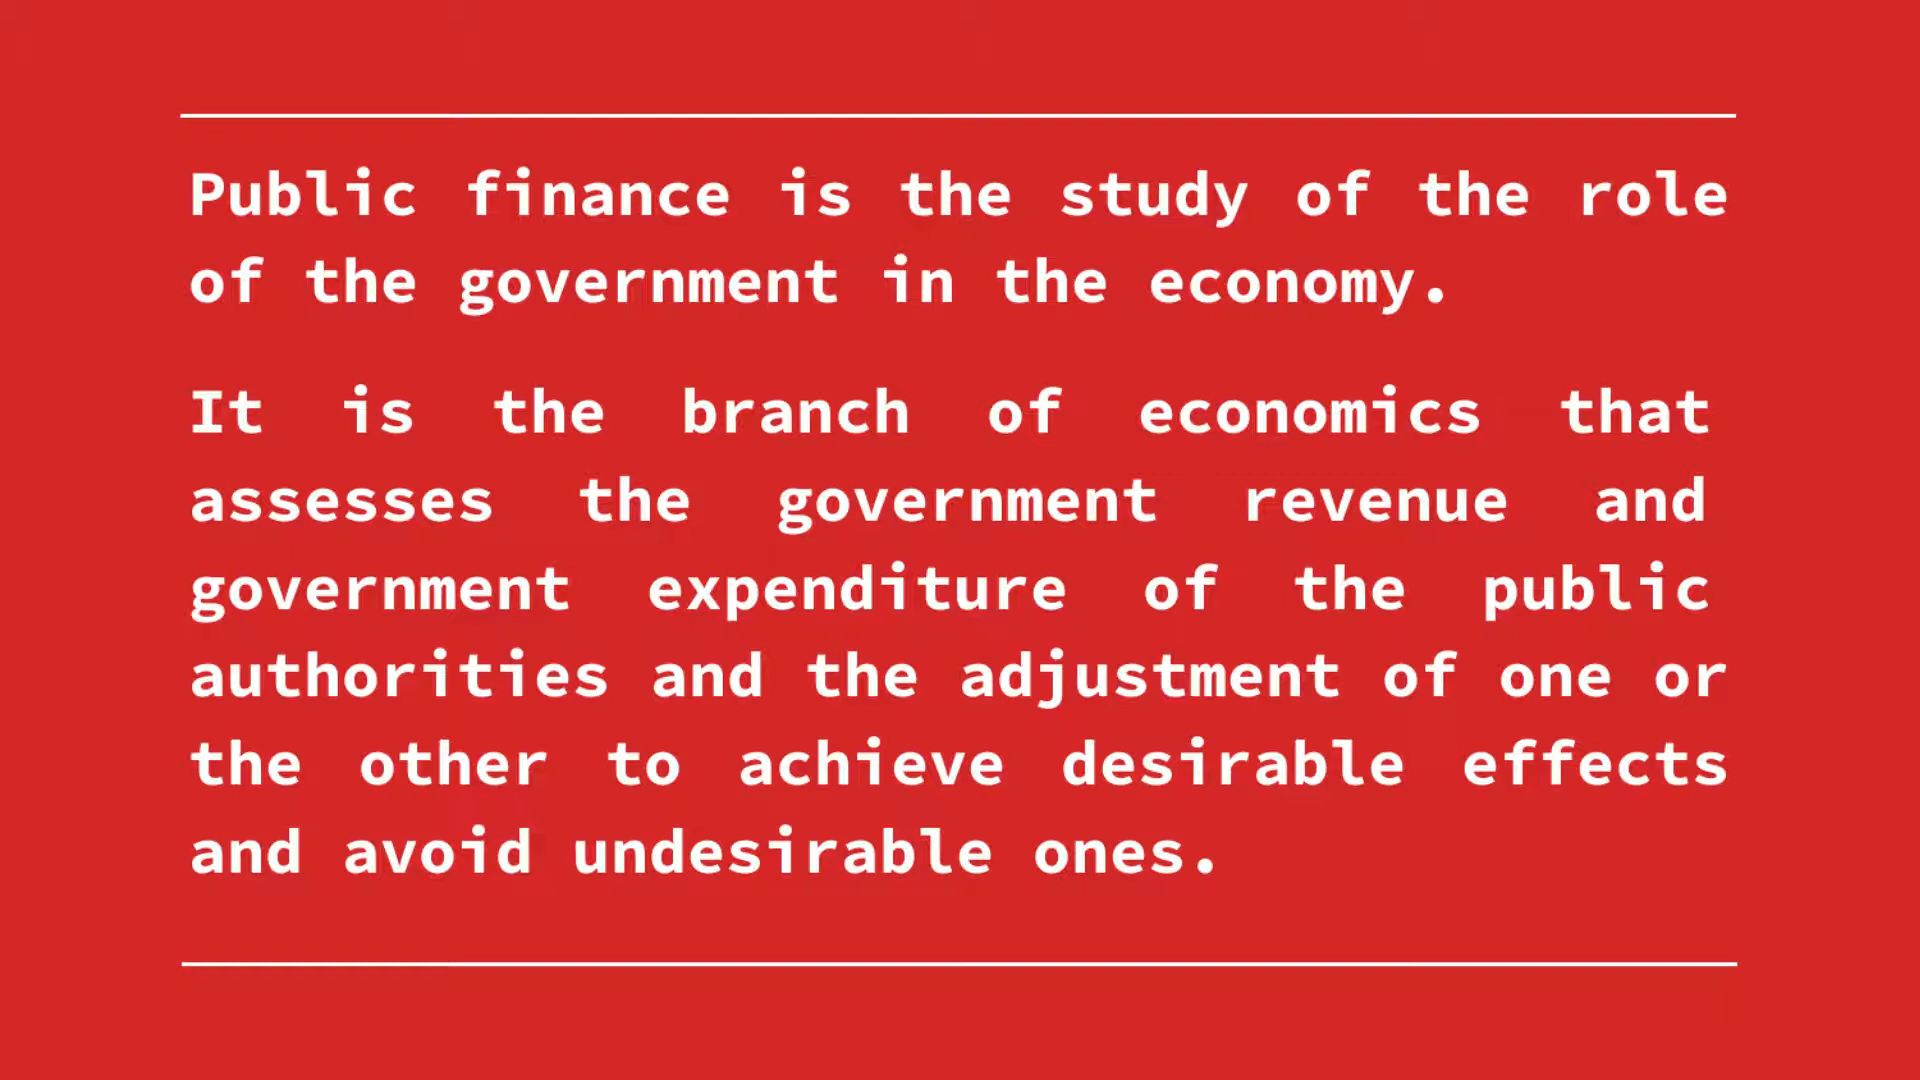 Public finance is the study of the role
of the government in the economy.
It is the branch of economics that
assesses the government revenue and
government expenditure of the public
authorities and the adjustment of one or
the other to achieve desirable effects
and avoid undesirable ones.